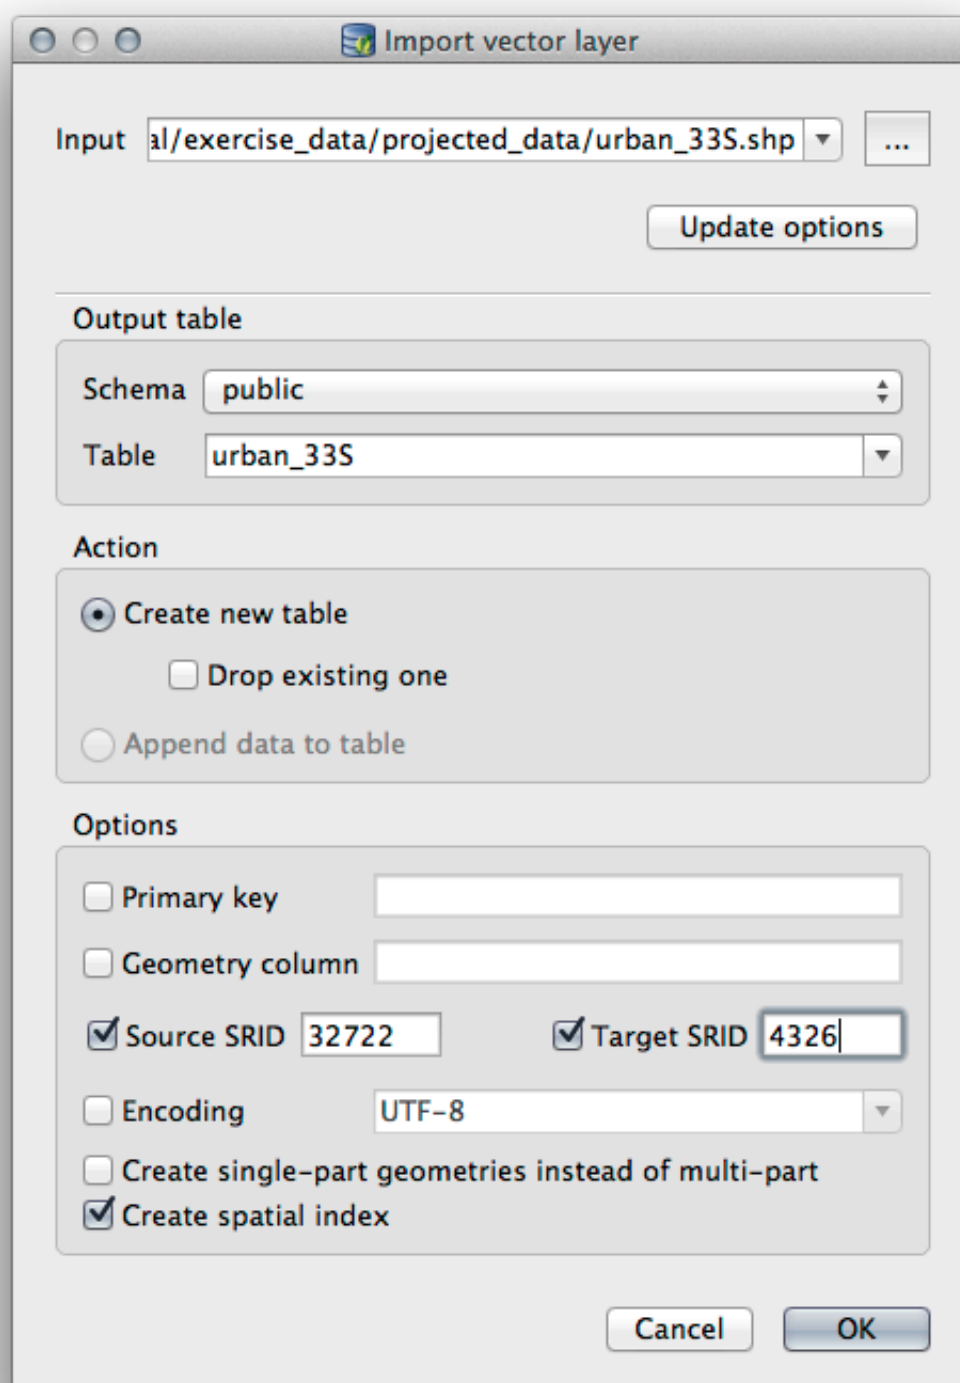 Import vector layer
Input al/exercise_data/projected_data/urban_33S.shp ...
Update options
Output table
Schema public
Table urban_33S
Action
Create new table
Drop existing one
Append data to table
Options
Primary key
Geometry column
Source SRID 32722 Target SRID 4326
Encoding UTF-8
Create single-part geometries instead of multi-part
Create spatial index
Cancel OK